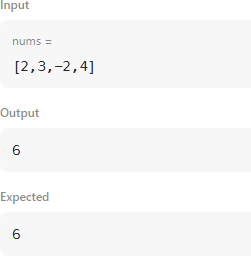 Input
nums =
[2,3,-2,4]
Output
6
Expected
6